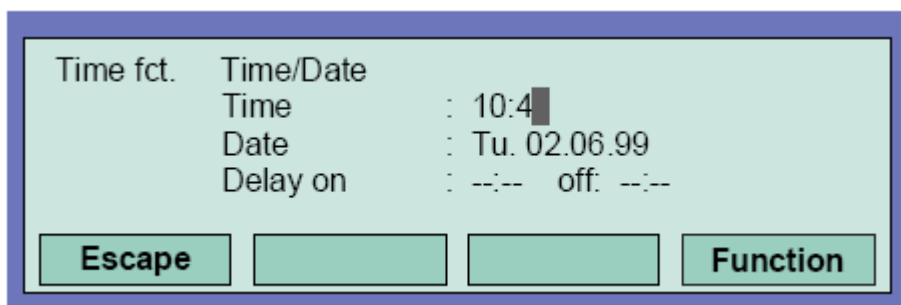 Time fct. Time/Date
Time : 10:4
Date : Tu. 02.06.99
Delay on : --:-- off: --:--
Escape Function